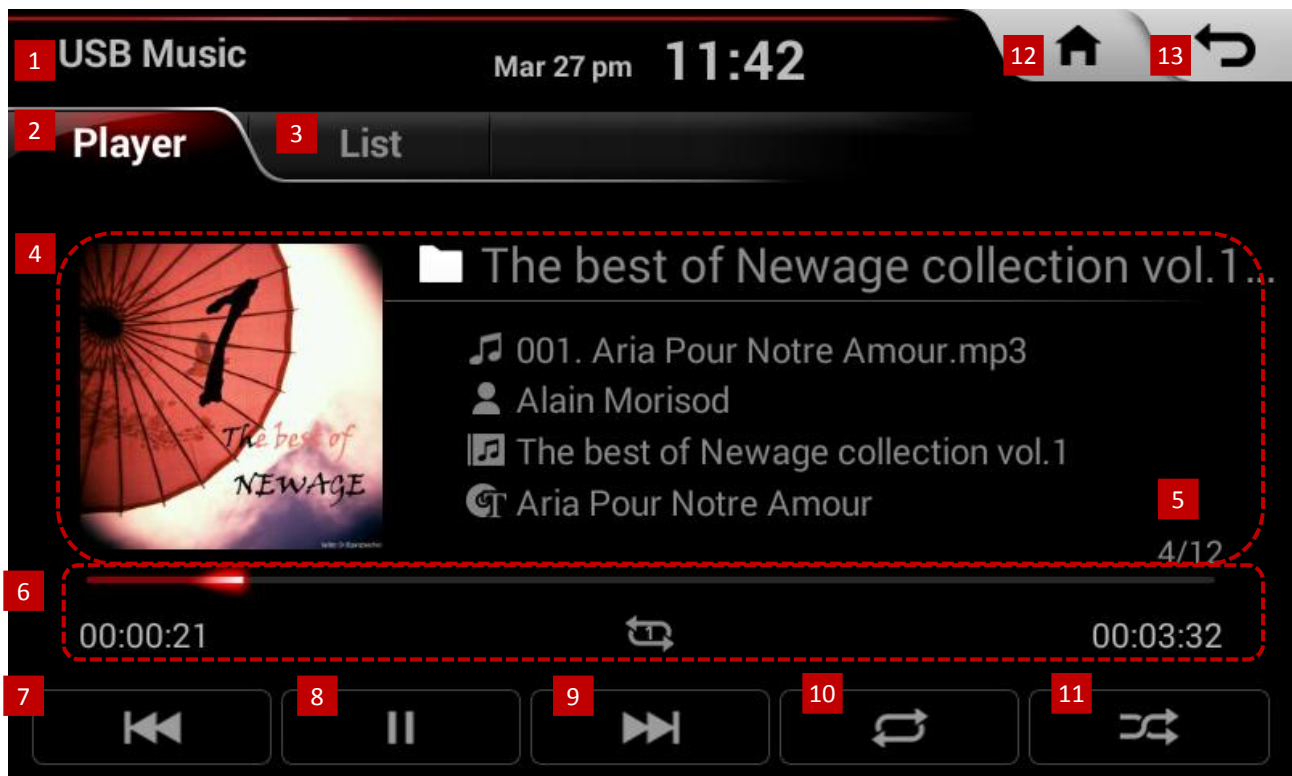 1 USB Music Mar 27 pm 11:42 12 13
2 Player 3 List
4
The best of Newage collection vol.1...
001. Aria Pour Notre Amour.mp3
Alain Morisod
The best of Newage collection vol.1
Aria Pour Notre Amour
1
The best of
NEWAGE
5
4/12
6
00:00:21 1 00:03:32
7 8 9 10 11